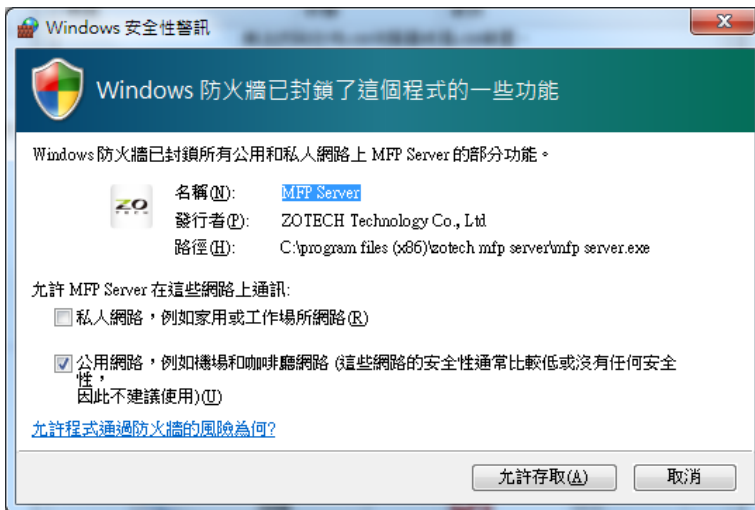 Windows 安全性警訊
Windows 防火牆已封鎖了這個程式的一些功能
Windows 防火牆已封鎖所有公用和私人網路上 MFP Server 的部分功能。
ZO
TECH
名稱(N): MFP Server
發行者(P): ZOTECH Technology Co., Ltd
路徑(H): C:\program files (x86)\zotech mfp server\mfp server.exe
允許 MFP Server 在這些網路上通訊:
私人網路，例如家用或工作場所網路(R)
公用網路，例如機場和咖啡廳網路 (這些網路的安全性通常比較低或沒有任何安全
性，
因此不建議使用)(U)
允許程式通過防火牆的風險為何?
允許存取(A) 取消